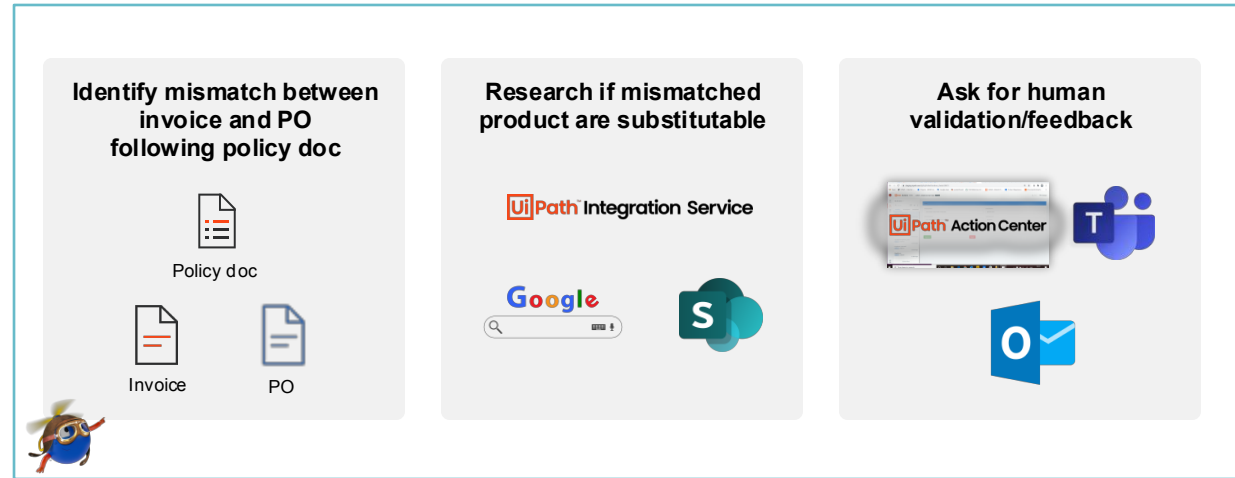 Identify mismatch between
invoice and PO
following policy doc
Policy doc
Invoice
PO
Research if mismatched
product are substitutable
UiPath Integration Service
Google
S
Ask for human
validation/feedback
UiPath Action Center
T
O